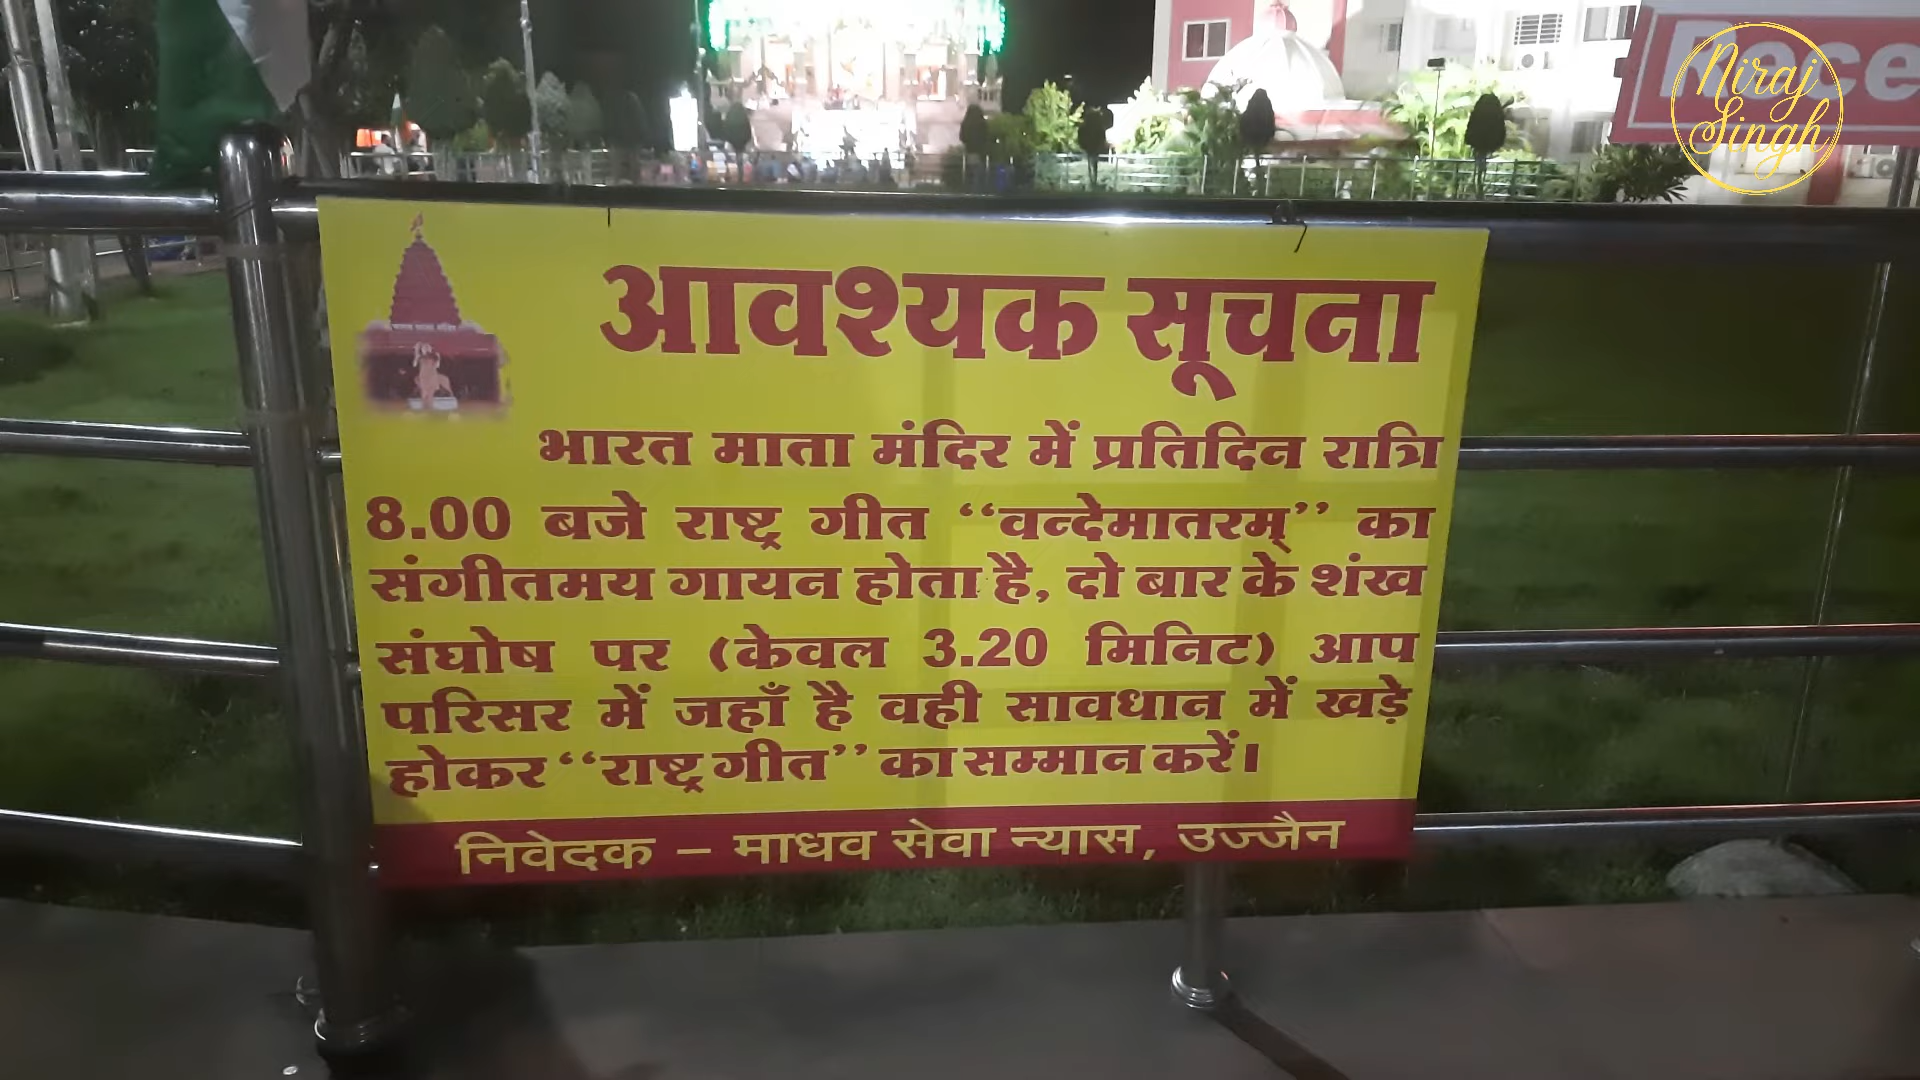 Rece
Niraj
Singh
आवश्यक सूचना
भारत माता मंदिर में प्रतिदिन रात्रि
8.00 बजे राष्ट्र गीत “वन्देमातरम्” का
संगीतमय गायन होता है, दो बार के शंख
संघोष पर (केवल 3.20 मिनिट) आप
परिसर में जहाँ है वही सावधान में खड़े
होकर “राष्ट्र गीत” का सम्मान करें।
निवेदक – माधव सेवा न्यास, उज्जैन